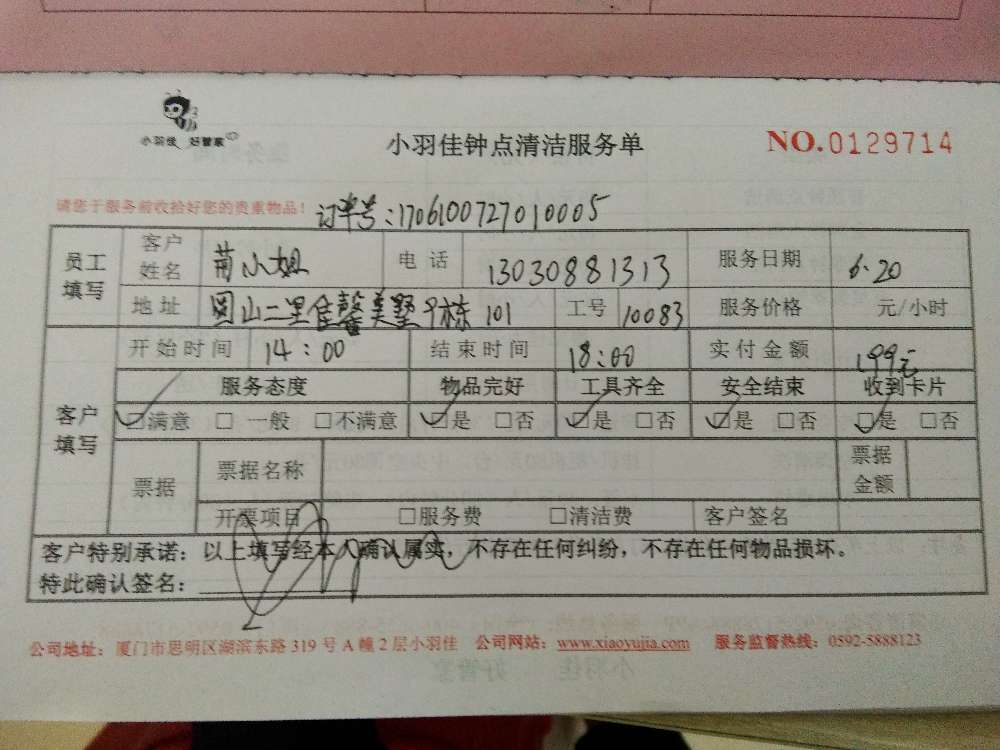 小羽佳 好管家
小羽佳钟点清洁服务单
NO.0129714
请您于服务前收拾好您的贵重物品!
订单号:1706100727010005
员工填写 客户姓名 小姐 电话 13030881313 服务日期 6.20
地址 圆山二里佳馨美墅 9栋 101 工号 10083 服务价格 元/小时
客户填写 开始时间 14:00 结束时间 18:00 实付金额 199元
服务态度 物品完好 工具齐全 安全结束 收到卡片
☑满意 □一般 □不满意 ☑是 □否 ☑是 □否 ☑是 □否 ☑是 □否
票据 票据名称 票据金额
开票项目 □服务费 □清洁费 客户签名
客户特别承诺:以上填写经本人确认属实,不存在任何纠纷,不存在任何物品损坏。
特此确认签名:
公司地址:厦门市思明区湖滨东路 319 号 A 幢 2 层小羽佳 公司网站:www.xiaoyujia.com 服务监督热线:0592-5888123